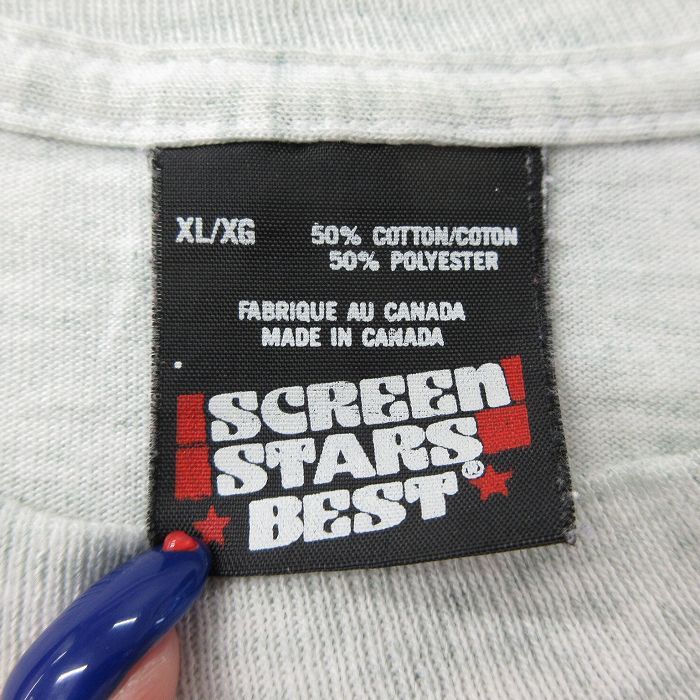 XL/XG
50% COTTON/COTON
50% POLYESTER
FABRIQUE AU CANADA
MADE IN CANADA
SCREEN
STARS
BEST®